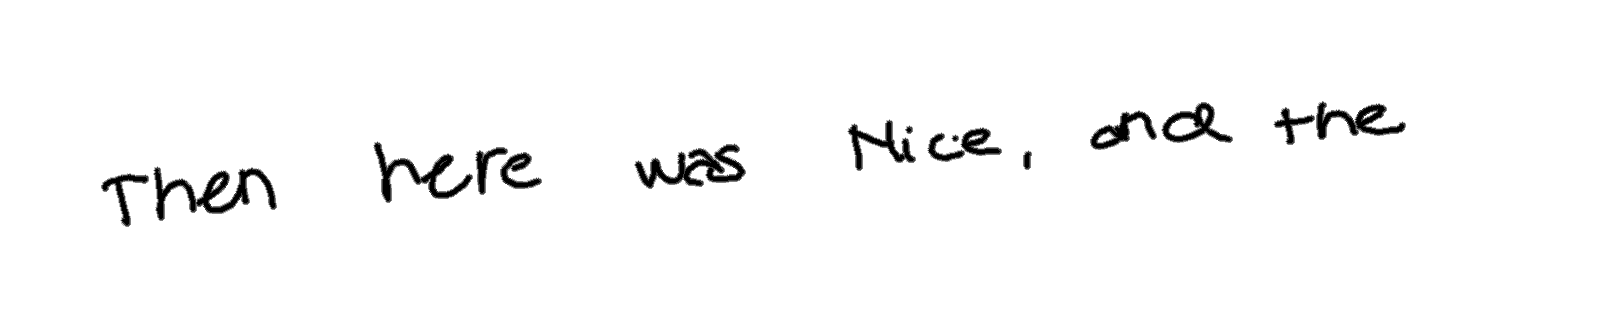 Then here was Nice, and the